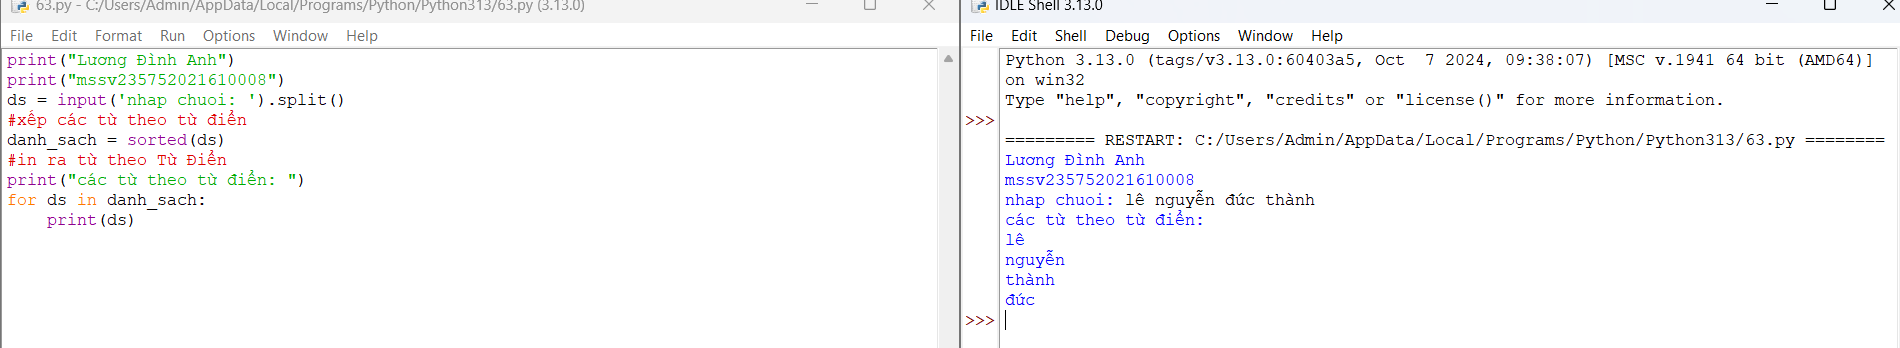 63.py - C:/Users/Admin/AppData/Local/Programs/Python/Python313/63.py (3.13.0)
File Edit Format Run Options Window Help
print("Lương Đình Anh")
print("mssv235752021610008")
ds = input('nhap chuoi: ').split()
#xếp các từ theo từ điển
danh_sach = sorted(ds)
#in ra từ theo Từ Điển
print("các từ theo từ điển: ")
for ds in danh_sach:
    print(ds)
IDLE Shell 3.13.0
File Edit Shell Debug Options Window Help
Python 3.13.0 (tags/v3.13.0:60403a5, Oct  7 2024, 09:38:07) [MSC v.1941 64 bit (AMD64)]
on win32
Type "help", "copyright", "credits" or "license()" for more information.
>>>
========= RESTART: C:/Users/Admin/AppData/Local/Programs/Python/Python313/63.py ========
Lương Đình Anh
mssv235752021610008
nhap chuoi: lê nguyễn đức thành
các từ theo từ điển:
lê
nguyễn
thành
đức
>>>